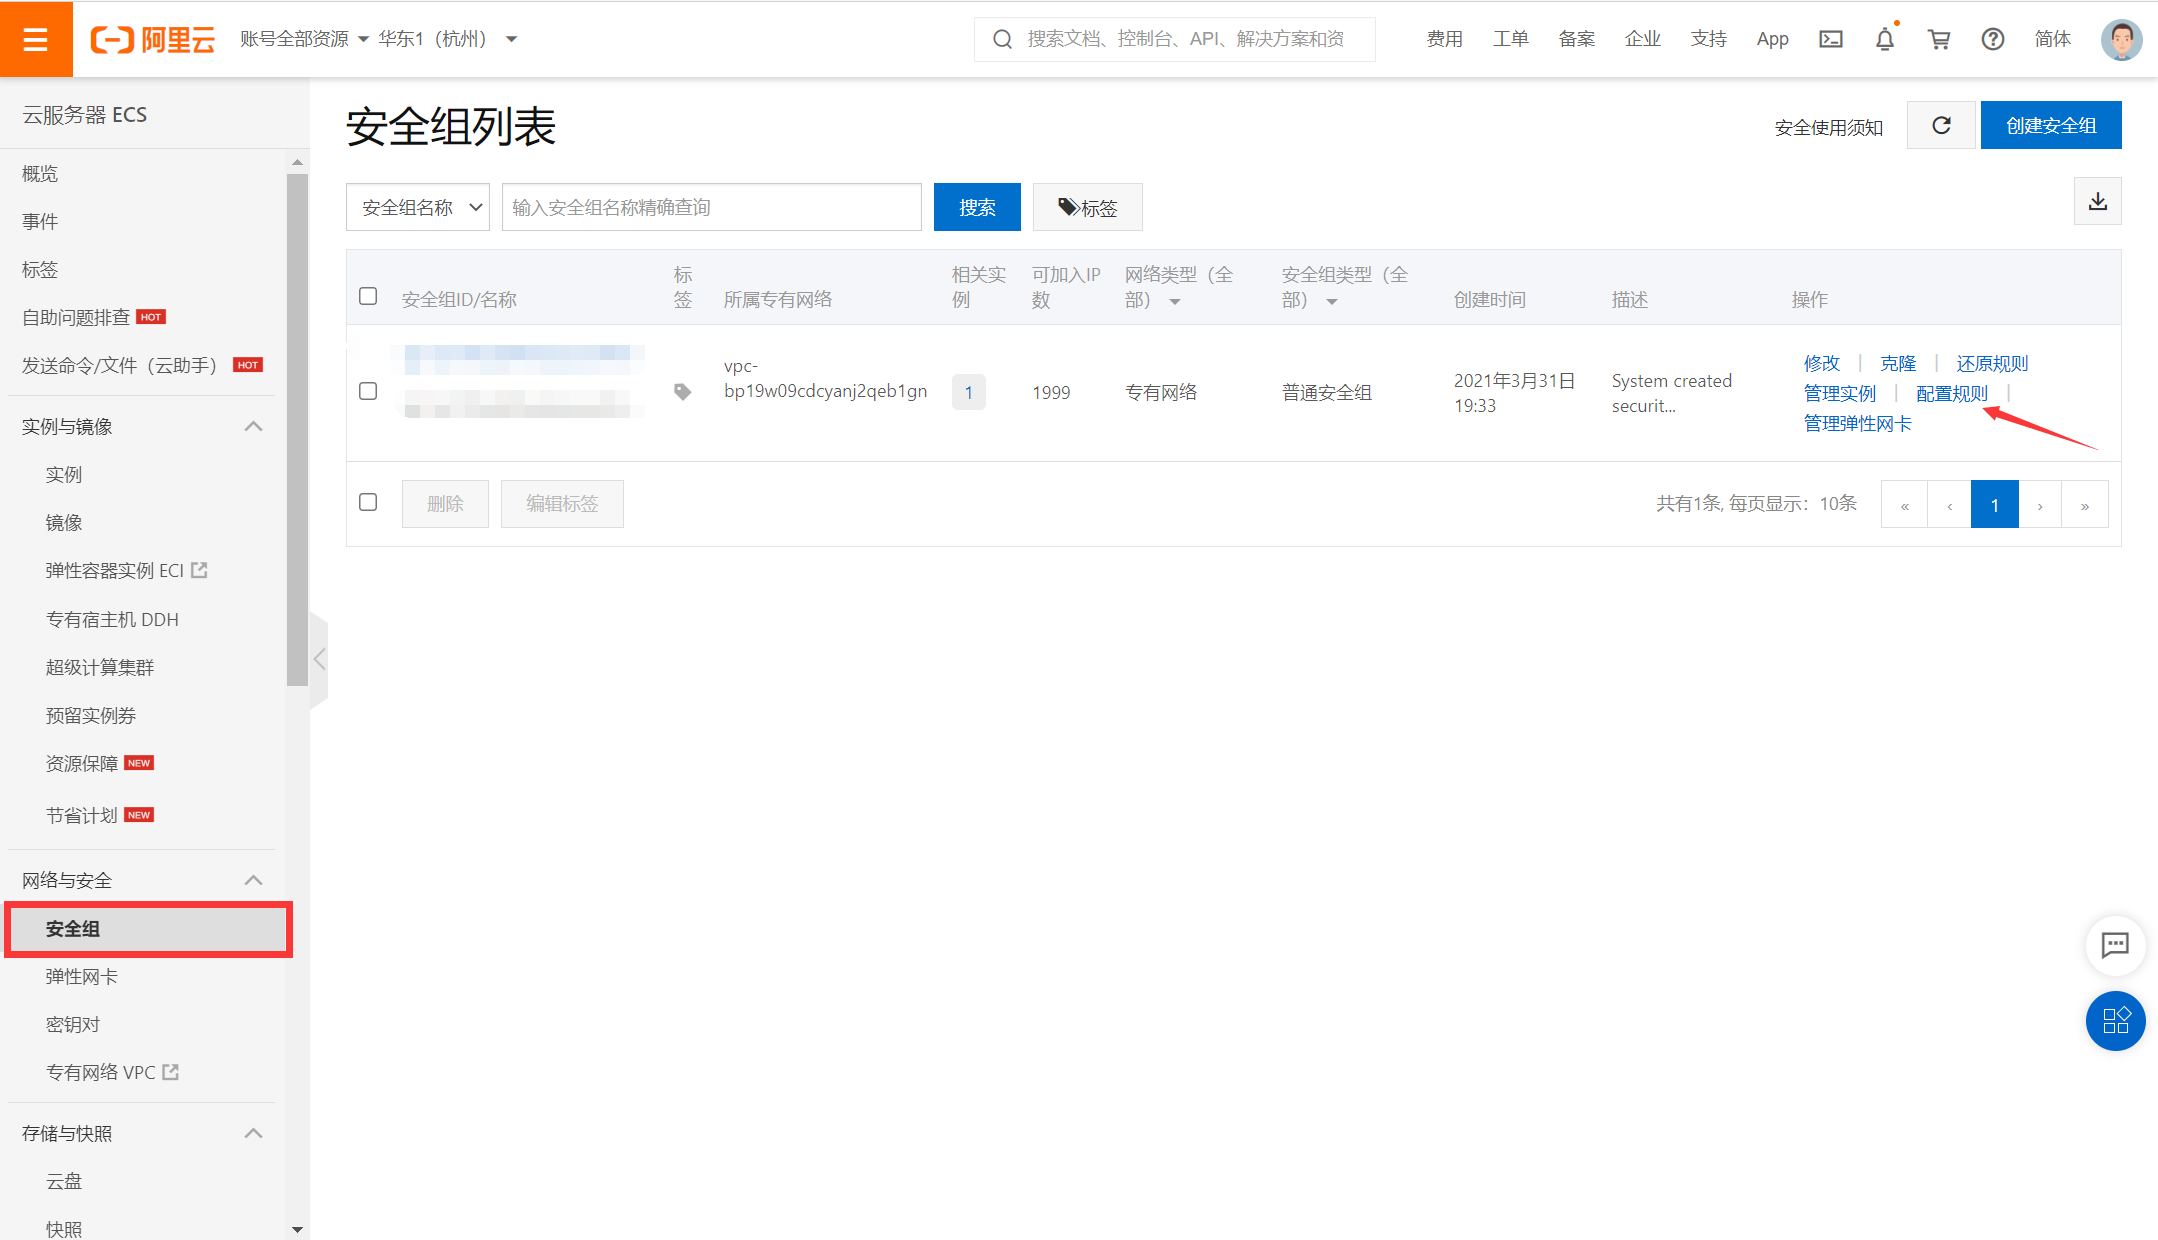 阿里云 账号全部资源 华东1（杭州） 搜索文档、控制台、API、解决方案和资 费用 工单 备案 企业 支持 App 简体
云服务器 ECS
概览
事件
标签
自助问题排查 HOT
发送命令/文件（云助手） HOT
实例与镜像
实例
镜像
弹性容器实例 ECI
专有宿主机 DDH
超级计算集群
预留实例券
资源保障 NEW
节省计划 NEW
网络与安全
安全组
弹性网卡
密钥对
专有网络 VPC
存储与快照
云盘
快照
安全组列表
安全使用须知 创建安全组
安全组名称 输入安全组名称精确查询 搜索 标签
安全组ID/名称 标签 所属专有网络 相关实例 可加入IP数 网络类型（全部） 安全组类型（全部） 创建时间 描述 操作
vpc-
bp19w09cdcyanj2qeb1gn
1
1999
专有网络
普通安全组
2021年3月31日
19:33
System created
securit...
修改 | 克隆 | 还原规则
管理实例 | 配置规则 |
管理弹性网卡
删除 编辑标签 共有1条, 每页显示：10条 « ‹ 1 › »